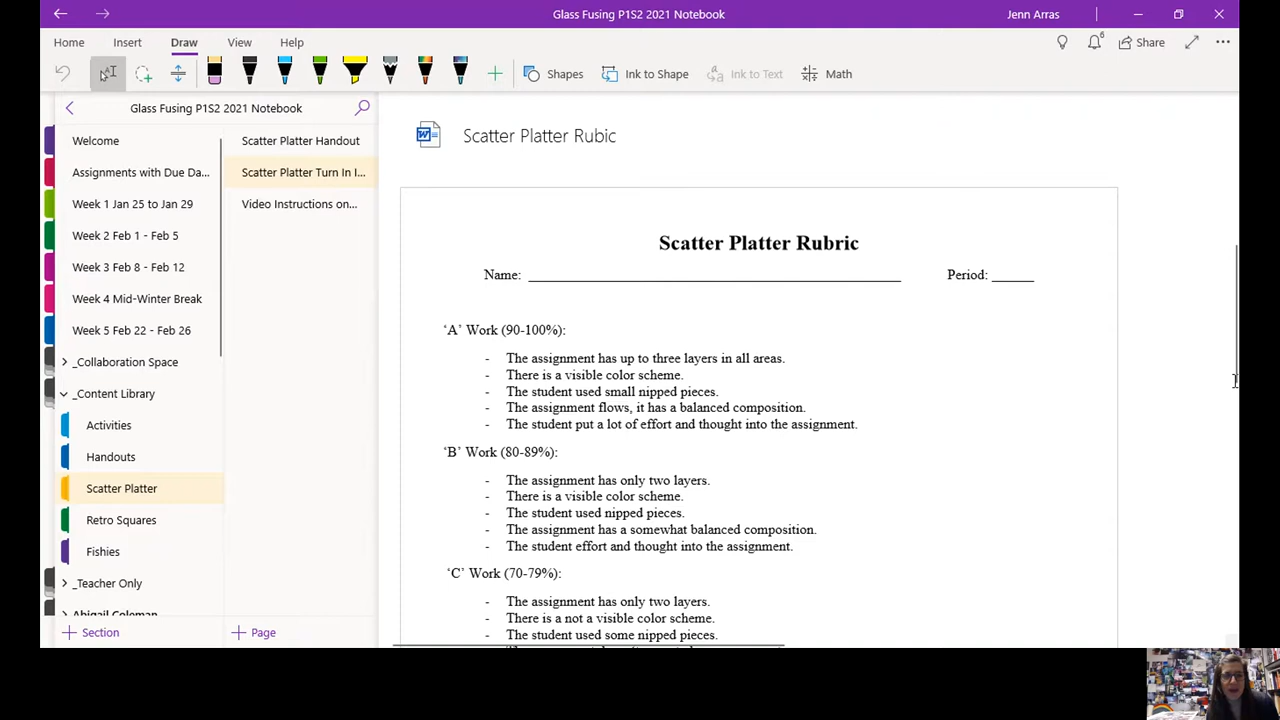 Glass Fusing P1S2 2021 Notebook
Jenn Arras
Home
Insert
Draw
View
Help
6
Share
Shapes
Ink to Shape
Ink to Text
Math
Glass Fusing P1S2 2021 Notebook
Welcome
Assignments with Due Da...
Week 1 Jan 25 to Jan 29
Week 2 Feb 1 - Feb 5
Week 3 Feb 8 - Feb 12
Week 4 Mid-Winter Break
Week 5 Feb 22 - Feb 26
_Collaboration Space
_Content Library
Activities
Handouts
Scatter Platter
Retro Squares
Fishies
_Teacher Only
Abigail Coleman
Section
Scatter Platter Handout
Scatter Platter Turn In I...
Video Instructions on...
Page
Scatter Platter Rubic
Scatter Platter Rubric
Name: ______ Period: ______
‘A’ Work (90-100%):
- The assignment has up to three layers in all areas.
- There is a visible color scheme.
- The student used small nipped pieces.
- The assignment flows, it has a balanced composition.
- The student put a lot of effort and thought into the assignment.
‘B’ Work (80-89%):
- The assignment has only two layers.
- There is a visible color scheme.
- The student used nipped pieces.
- The assignment has a somewhat balanced composition.
- The student effort and thought into the assignment.
‘C’ Work (70-79%):
- The assignment has only two layers.
- There is a not a visible color scheme.
- The student used some nipped pieces.